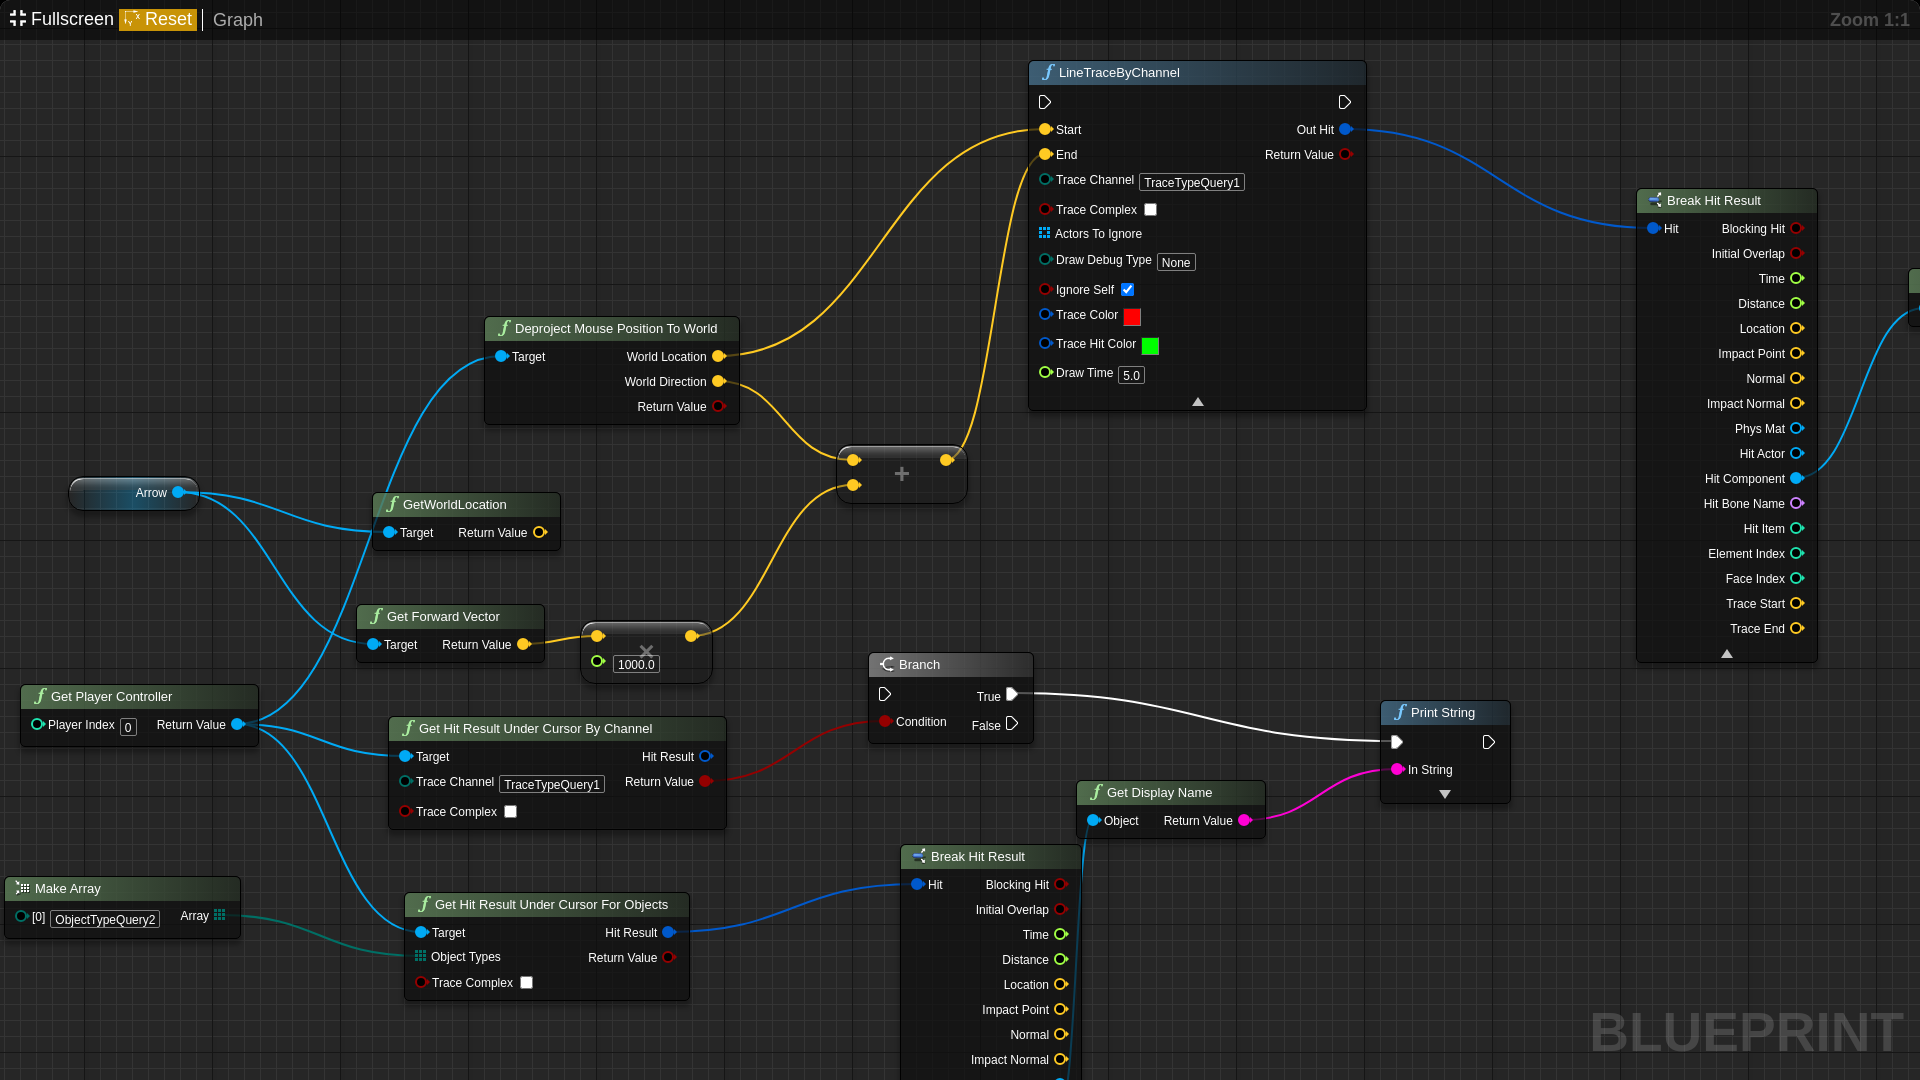 Fullscreen Reset Graph Zoom 1:1
LineTraceByChannel
Start Out Hit
End Return Value
Trace Channel TraceTypeQuery1
Trace Complex
Actors To Ignore
Draw Debug Type None
Ignore Self
Trace Color
Trace Hit Color
Draw Time 5.0
Break Hit Result
Hit Blocking Hit
Initial Overlap
Time
Distance
Location
Impact Point
Normal
Impact Normal
Phys Mat
Hit Actor
Hit Component
Hit Bone Name
Hit Item
Element Index
Face Index
Trace Start
Trace End
Deproject Mouse Position To World
Target World Location
World Direction
Return Value
+
Arrow
GetWorldLocation
Target Return Value
Get Forward Vector
Target Return Value
×
1000.0
Get Player Controller
Player Index 0 Return Value
Get Hit Result Under Cursor By Channel
Target Hit Result
Trace Channel TraceTypeQuery1 Return Value
Trace Complex
Branch
True
Condition False
Print String
In String
Get Display Name
Object Return Value
Make Array
[0] ObjectTypeQuery2 Array
Get Hit Result Under Cursor For Objects
Target Hit Result
Object Types Return Value
Trace Complex
Break Hit Result
Hit Blocking Hit
Initial Overlap
Time
Distance
Location
Impact Point
Normal
Impact Normal
BLUEPRINT